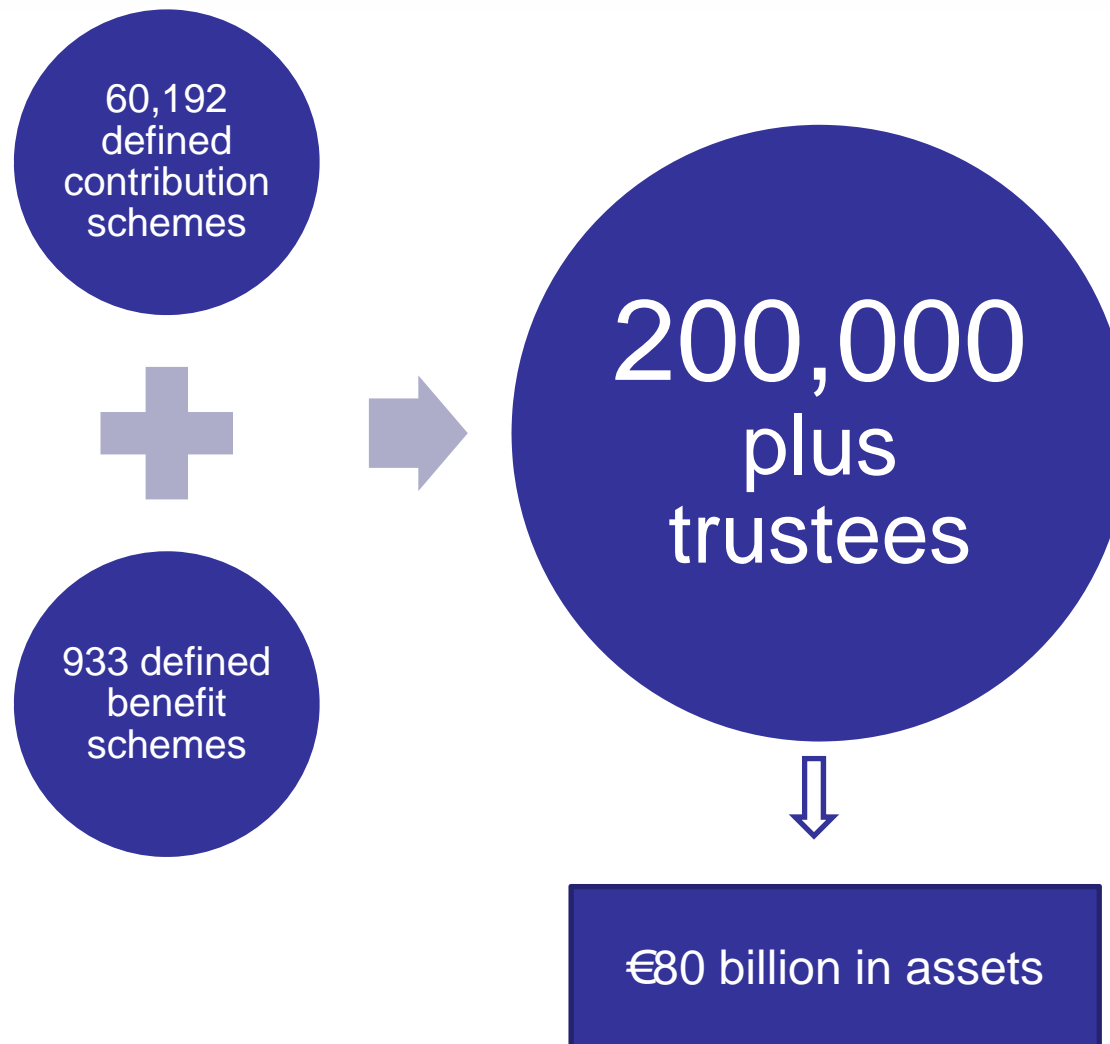 60,192
defined
contribution
schemes
933 defined
benefit
schemes
200,000
plus
trustees
€80 billion in assets